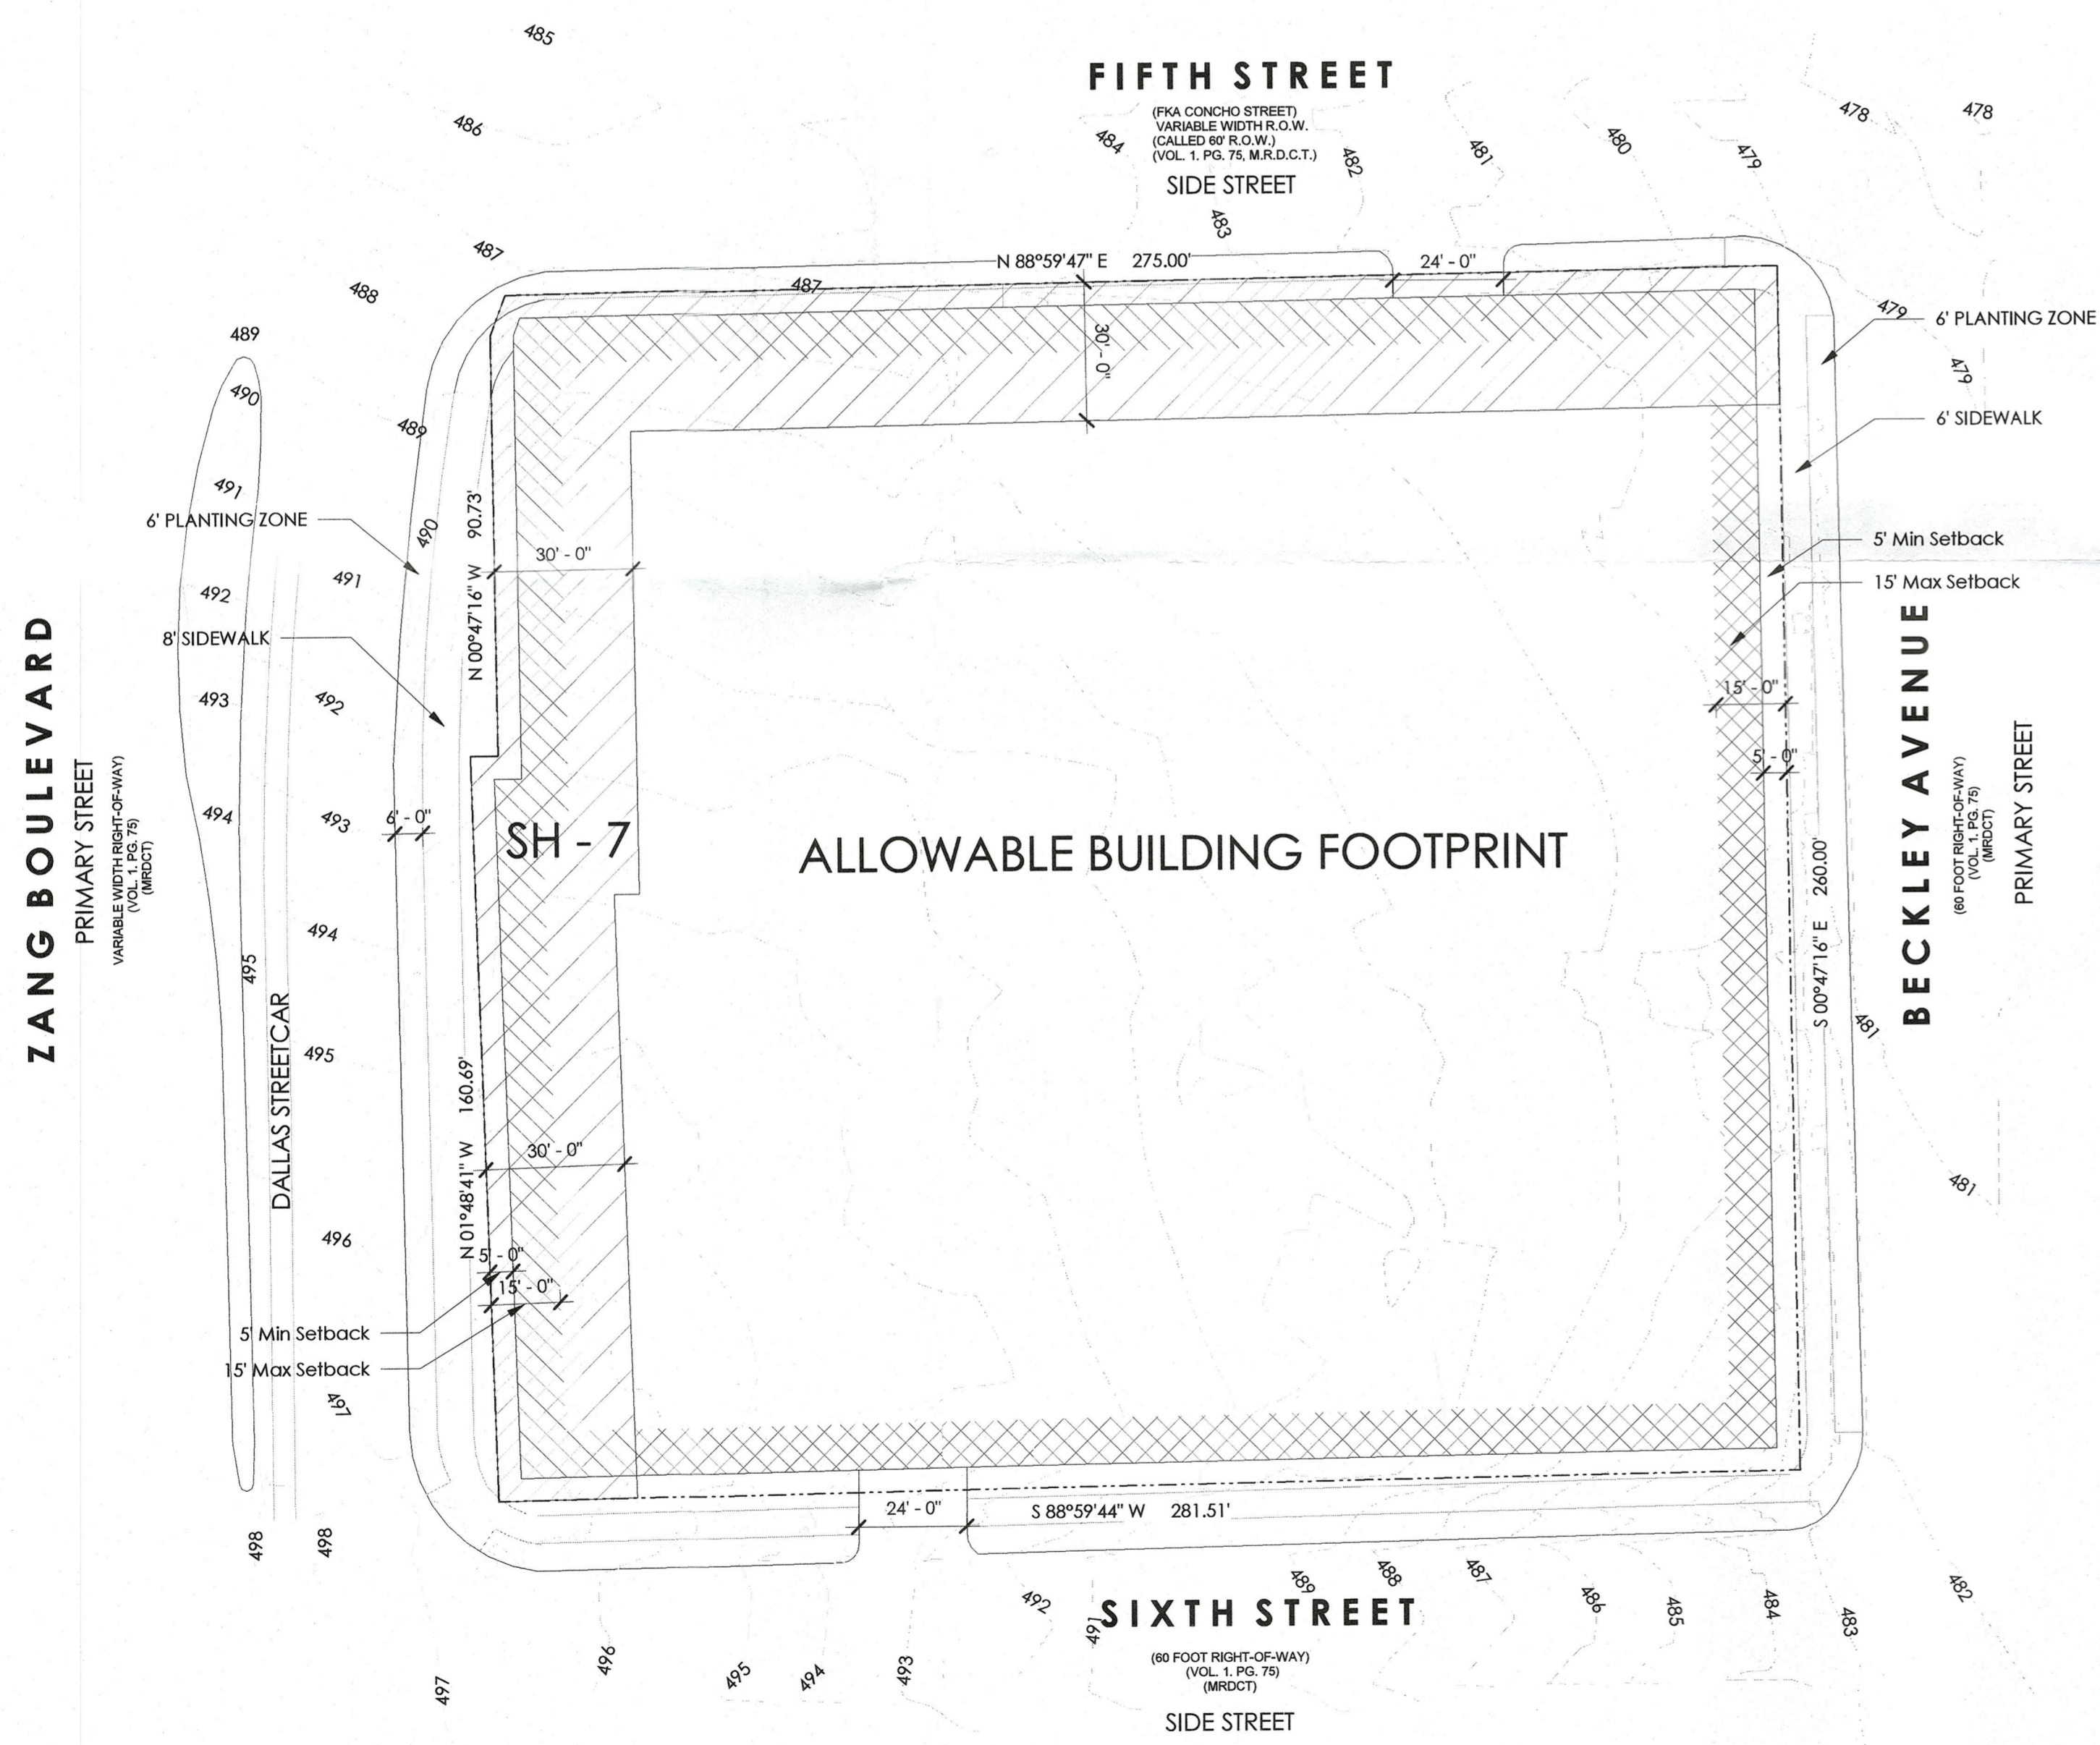 485
FIFTH STREET
(FKA CONCHO STREET)
VARIABLE WIDTH R.O.W.
(CALLED 60' R.O.W.)
(VOL. 1. PG. 75, M.R.D.C.T.)
SIDE STREET
486
484
482
481
480
479
478
478
483
487
N 88°59'47" E 275.00'
24' - 0"
487
488
489
490
491
492
493
494
495
489
490
491
492
493
494
495
496
497
498
498
30' - 0"
479
6' PLANTING ZONE
479
6' SIDEWALK
6' PLANTING ZONE
8' SIDEWALK
N 00°47'16" W 90.73'
30' - 0"
5' Min Setback
15' Max Setback
15' - 0"
5' - 0"
ZANG BOULEVARD
PRIMARY STREET
VARIABLE WIDTH RIGHT-OF-WAY)
(VOL. 1. PG. 75)
(MRDCT)
DALLAS STREETCAR
6' - 0"
SH - 7
ALLOWABLE BUILDING FOOTPRINT
S 00°47'16" E 260.00'
BECKLEY AVENUE
(60 FOOT RIGHT-OF-WAY)
(VOL. 1. PG. 75)
(MRDCT)
PRIMARY STREET
481
481
N 01°48'41" W 160.69'
30' - 0"
5' - 0"
15' - 0"
5' Min Setback
15' Max Setback
24' - 0"
S 88°59'44" W 281.51'
497
496
495
494
493
492
491
489
488
487
486
485
484
483
482
SIXTH STREET
(60 FOOT RIGHT-OF-WAY)
(VOL. 1. PG. 75)
(MRDCT)
SIDE STREET